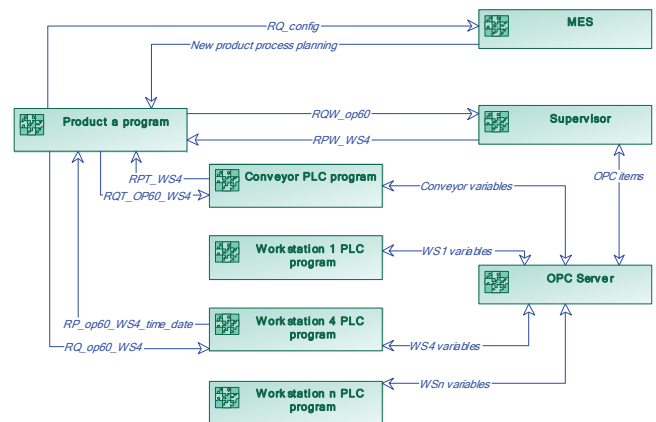 RQ_config
MES
New product process planning
Product a program
RQW_op60
Supervisor
RPW_WS4
RPT_WS4
Conveyor PLC program
Conveyor variables
OPC items
RQT_OP60_WS4
Workstation 1 PLC
program
WS1 variables
OPC Server
RP_op60_WS4_time_date
Workstation 4 PLC
program
RQ_op60_WS4
WS4 variables
Workstation n PLC
program
WSn variables